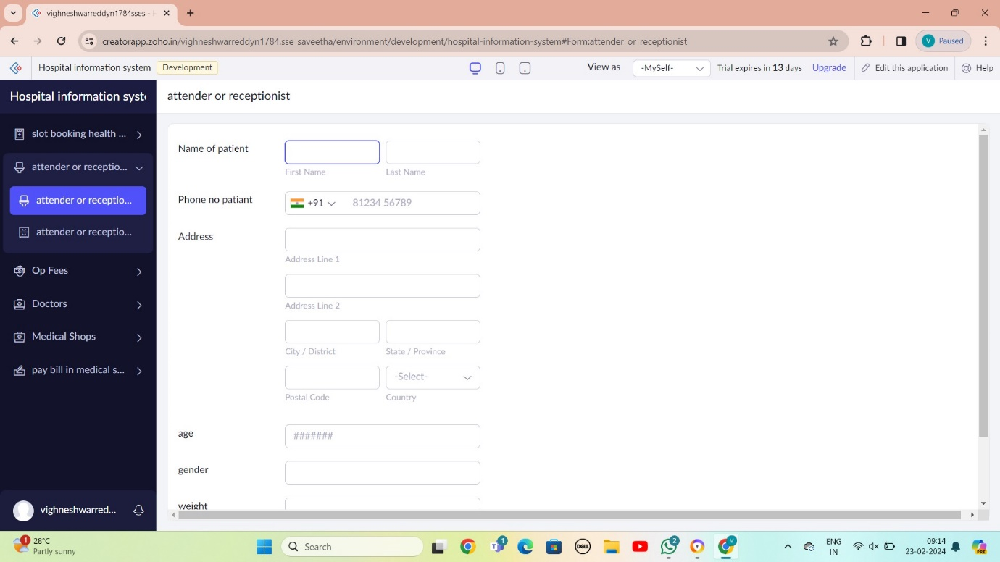 vighneshwarreddyn1784sses -
creatorapp.zoho.in/vighneshwarreddyn1784.sse_saveetha/environment/development/hospital-information-system#Form:attender_or_receptionist
V Paused
Hospital information system Development View as -MySelf- Trial expires in 13 days Upgrade Edit this application Help
Hospital information syste
attender or receptionist
slot booking health ...
attender or receptio...
attender or receptio...
attender or receptio...
Op Fees
Doctors
Medical Shops
pay bill in medical s...
vighneshwarred...
Name of patient
First Name Last Name
Phone no patiant +91 81234 56789
Address
Address Line 1
Address Line 2
City / District State / Province
-Select-
Postal Code Country
age #######
gender
weight
1 28°C
Partly sunny
Search
1
DELL
2
V
ENG
IN
09:14
23-02-2024
PRE